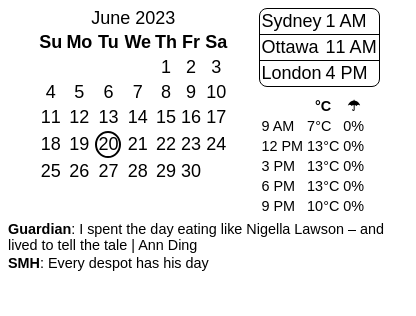 June 2023
Su Mo Tu We Th Fr Sa
1 2 3
4 5 6 7 8 9 10
11 12 13 14 15 16 17
18 19 20 21 22 23 24
25 26 27 28 29 30
Sydney 1 AM
Ottawa 11 AM
London 4 PM
°C ☂
9 AM 7°C 0%
12 PM 13°C 0%
3 PM 13°C 0%
6 PM 13°C 0%
9 PM 10°C 0%
Guardian: I spent the day eating like Nigella Lawson – and
lived to tell the tale | Ann Ding
SMH: Every despot has his day